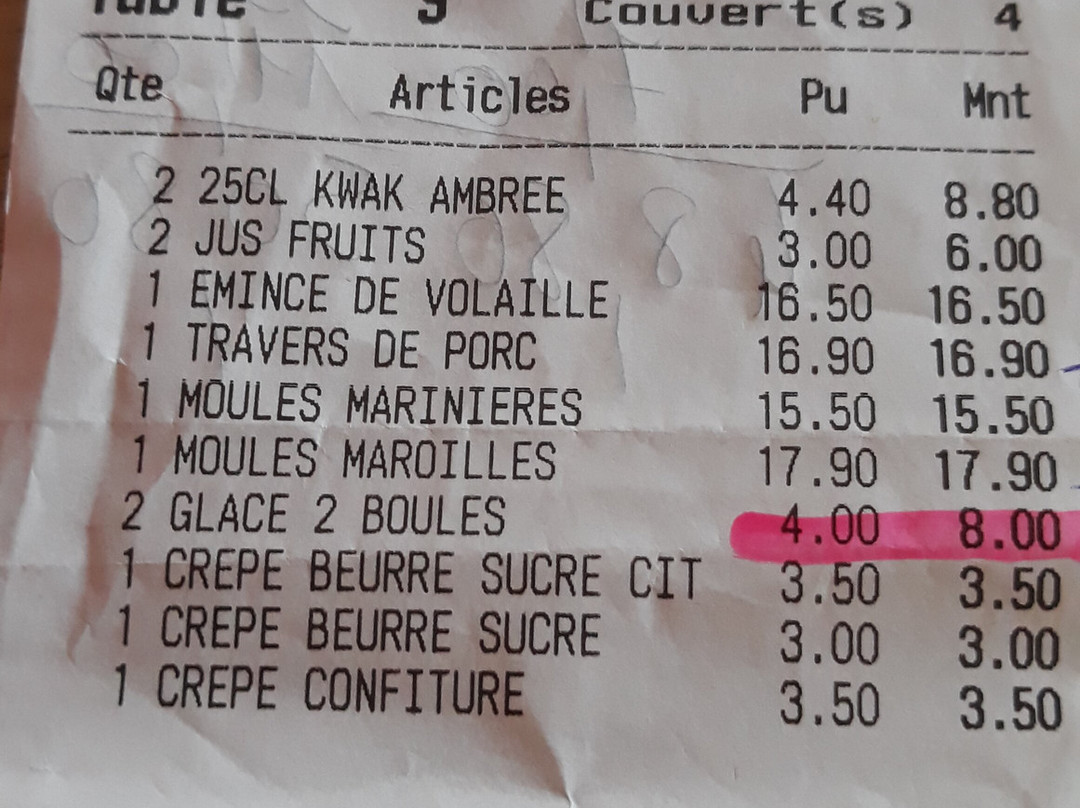 Table 9 Couvert(s) 4
Qte Articles Pu Mnt
2 25CL KWAK AMBREE 4.40 8.80
2 JUS FRUITS 3.00 6.00
1 EMINCE DE VOLAILLE 16.50 16.50
1 TRAVERS DE PORC 16.90 16.90
1 MOULES MARINIERES 15.50 15.50
1 MOULES MAROILLES 17.90 17.90
2 GLACE 2 BOULES 4.00 8.00
1 CREPE BEURRE SUCRE CIT 3.50 3.50
1 CREPE BEURRE SUCRE 3.00 3.00
1 CREPE CONFITURE 3.50 3.50